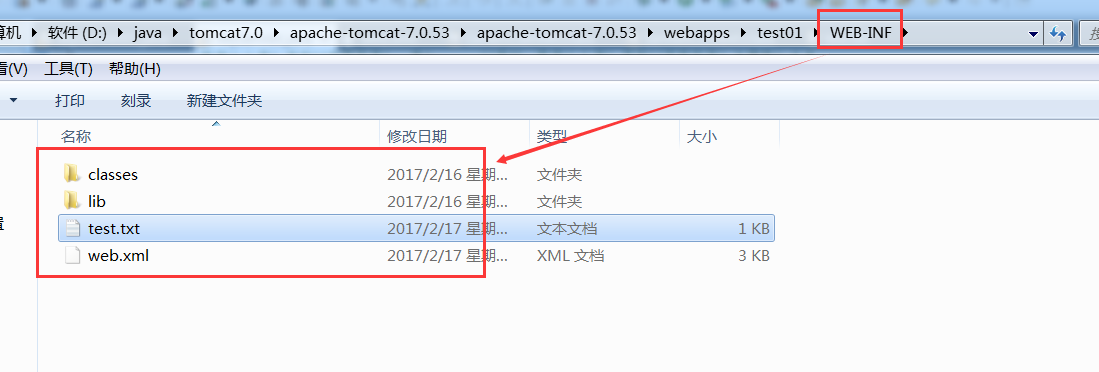 算机 软件 (D:) java tomcat7.0 apache-tomcat-7.0.53 apache-tomcat-7.0.53 webapps test01 WEB-INF
看(V) 工具(T) 帮助(H)
打印 刻录 新建文件夹
名称 修改日期 类型 大小
classes 2017/2/16 星期... 文件夹
lib 2017/2/16 星期... 文件夹
test.txt 2017/2/17 星期... 文本文档 1 KB
web.xml 2017/2/17 星期... XML 文档 3 KB
置